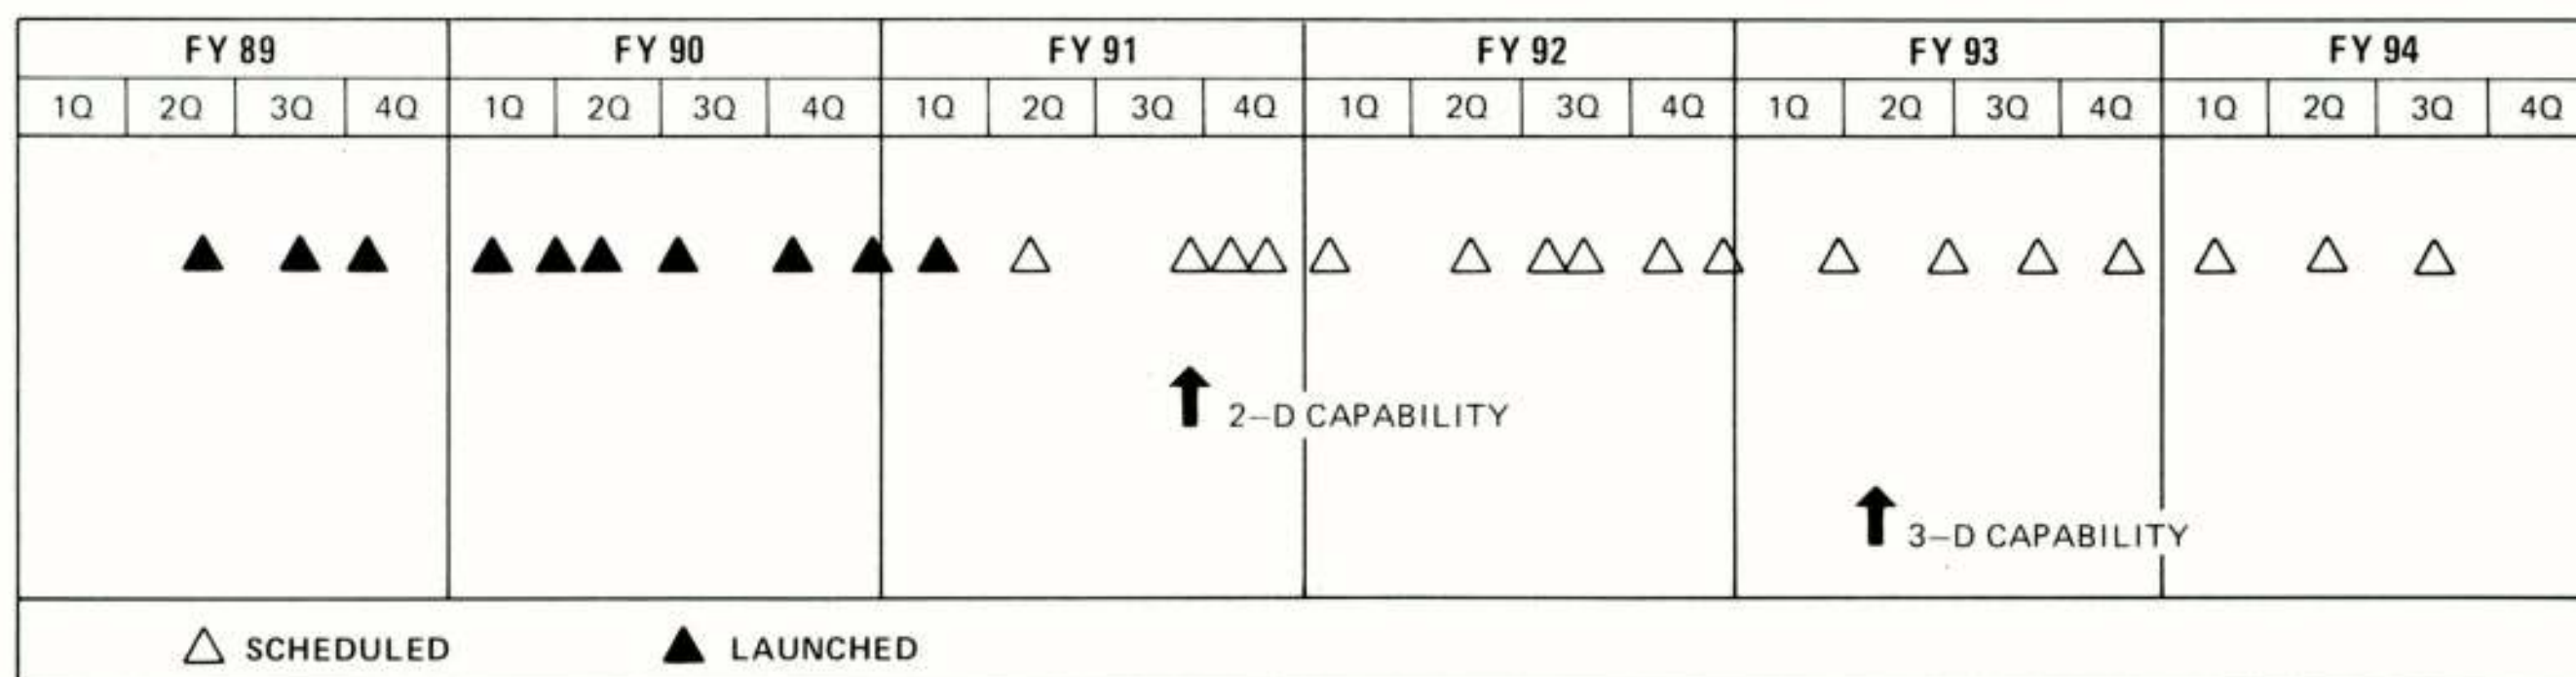 FY 89 FY 90 FY 91 FY 92 FY 93 FY 94
1Q 2Q 3Q 4Q 1Q 2Q 3Q 4Q 1Q 2Q 3Q 4Q 1Q 2Q 3Q 4Q 1Q 2Q 3Q 4Q 1Q 2Q 3Q 4Q
2–D CAPABILITY
3–D CAPABILITY
SCHEDULED LAUNCHED